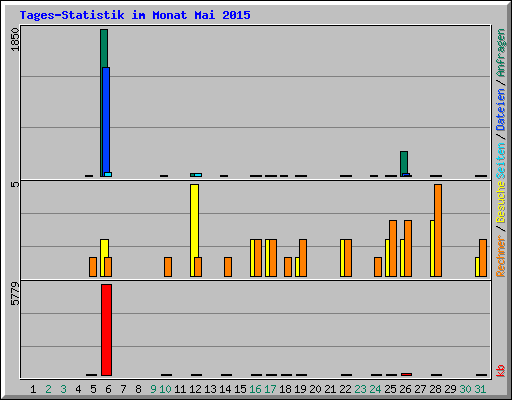 Tages-Statistik im Monat Mai 2015
1850
5
5779
Rechner / Besuche Seiten / Dateien / Anfragen
kb
1 2 3 4 5 6 7 8 9 10 11 12 13 14 15 16 17 18 19 20 21 22 23 24 25 26 27 28 29 30 31